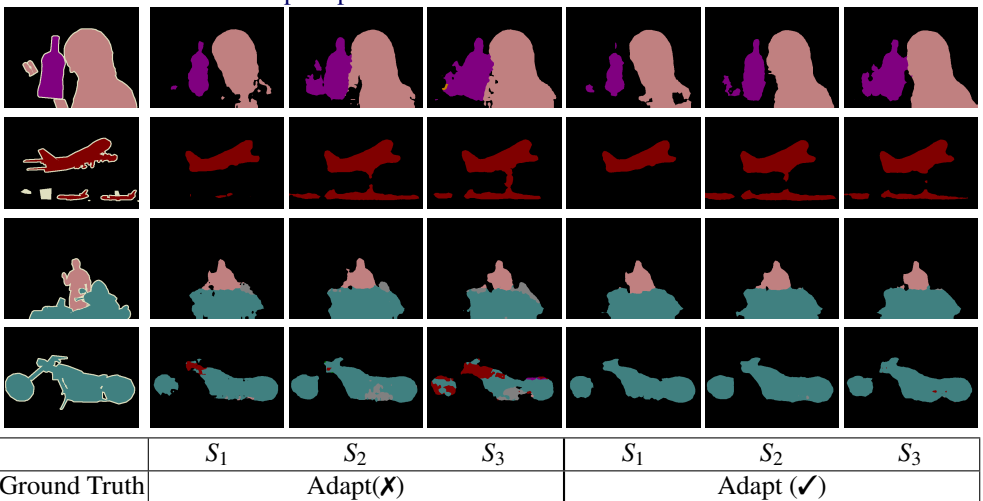 S1 S2 S3 S1 S2 S3
Ground Truth Adapt(✗) Adapt (✓)